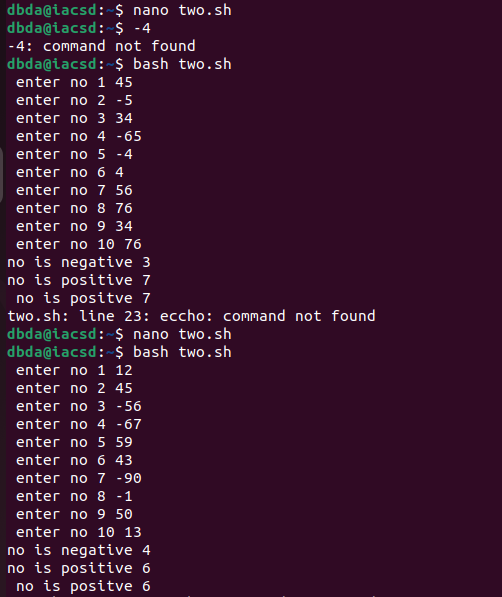 dbda@iacsd:~$ nano two.sh
dbda@iacsd:~$ -4
-4: command not found
dbda@iacsd:~$ bash two.sh
enter no 1 45
enter no 2 -5
enter no 3 34
enter no 4 -65
enter no 5 -4
enter no 6 4
enter no 7 56
enter no 8 76
enter no 9 34
enter no 10 76
no is negative 3
no is positive 7
no is positve 7
two.sh: line 23: eccho: command not found
dbda@iacsd:~$ nano two.sh
dbda@iacsd:~$ bash two.sh
enter no 1 12
enter no 2 45
enter no 3 -56
enter no 4 -67
enter no 5 59
enter no 6 43
enter no 7 -90
enter no 8 -1
enter no 9 50
enter no 10 13
no is negative 4
no is positive 6
no is positve 6